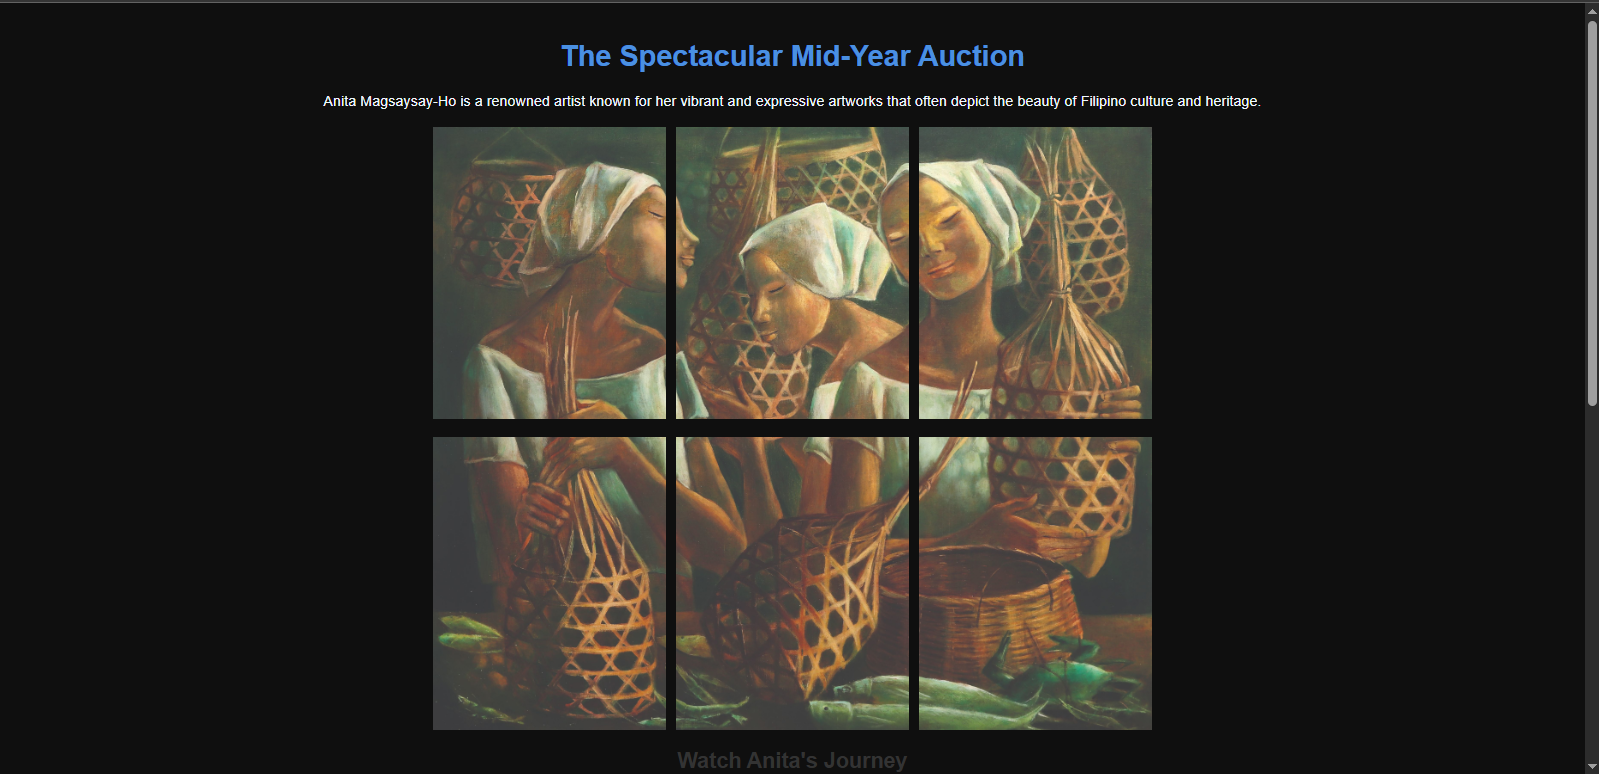 The Spectacular Mid-Year Auction
Anita Magsaysay-Ho is a renowned artist known for her vibrant and expressive artworks that often depict the beauty of Filipino culture and heritage.
Watch Anita's Journey